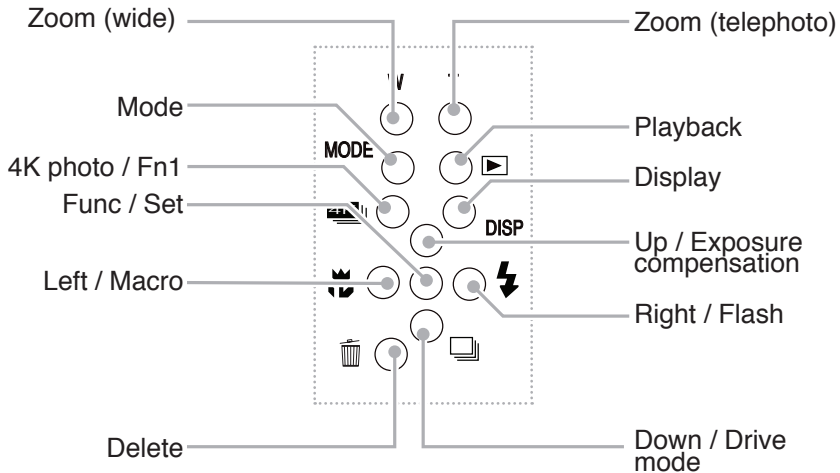 Zoom (wide)
Zoom (telephoto)
Mode
Playback
MODE
4K photo / Fn1
Display
Func / Set
DISP
Up / Exposure
compensation
Left / Macro
Right / Flash
Delete
Down / Drive
mode